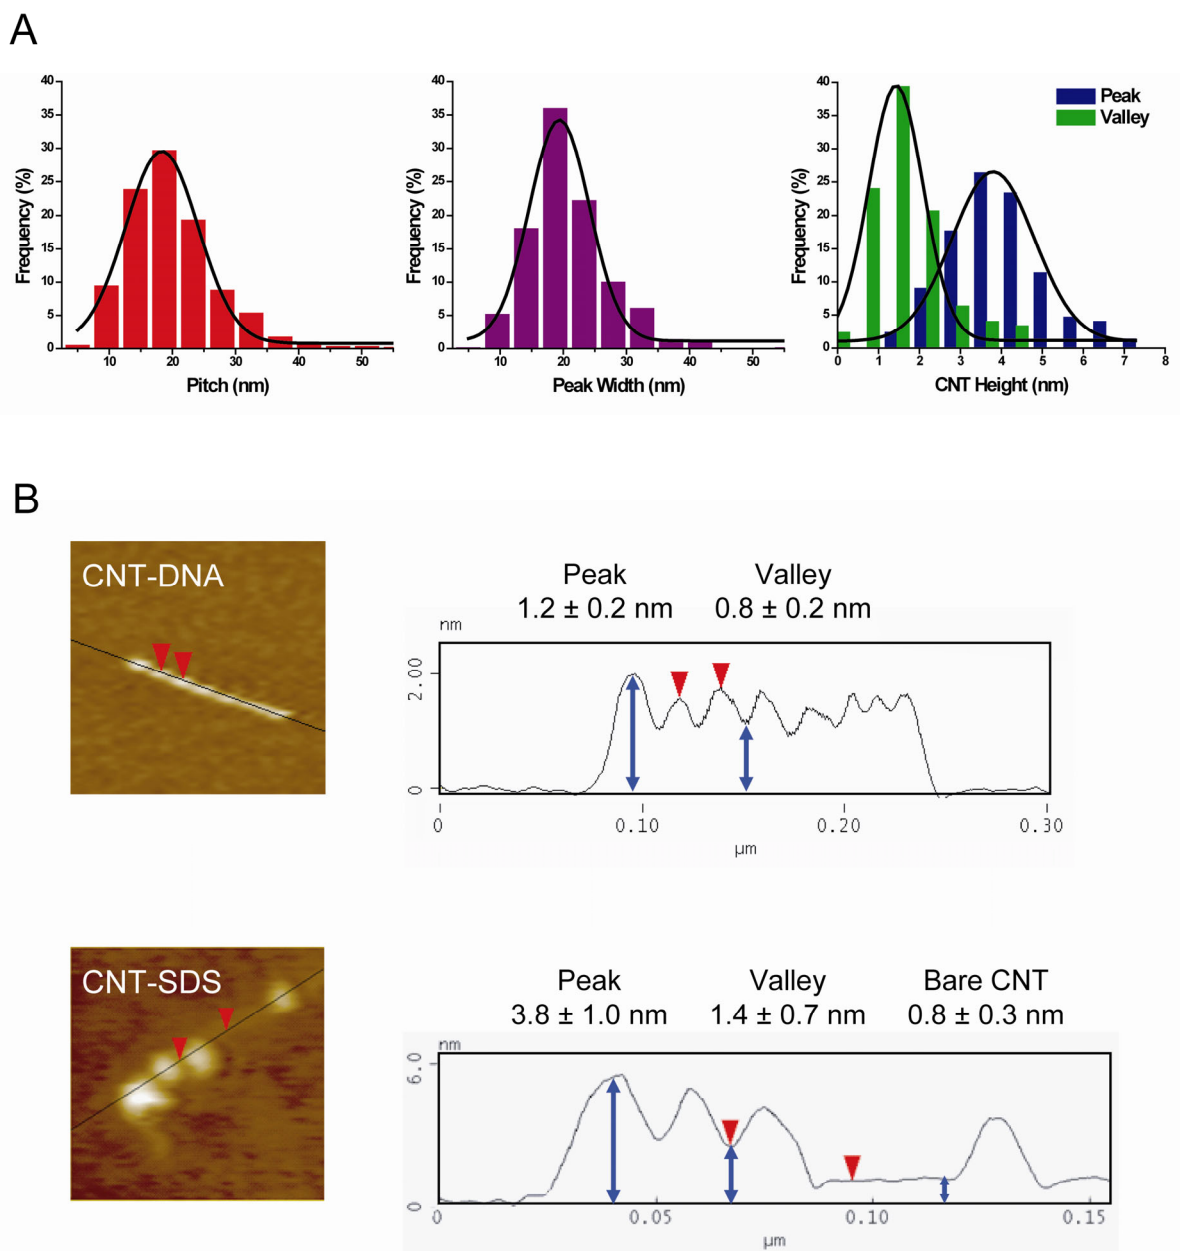 A
40
35
30
25
20
15
10
5
0
Frequency (%)
10 20 30 40 50
Pitch (nm)
40
35
30
25
20
15
10
5
0
Frequency (%)
10 20 30 40 50
Peak Width (nm)
40
35
30
25
20
15
10
5
0
Frequency (%)
Peak
Valley
0 1 2 3 4 5 6 7 8
CNT Height (nm)
B
CNT-DNA
Peak Valley
1.2 ± 0.2 nm 0.8 ± 0.2 nm
nm
2.00
0
0 0.10 0.20 0.30
µm
CNT-SDS
Peak Valley Bare CNT
3.8 ± 1.0 nm 1.4 ± 0.7 nm 0.8 ± 0.3 nm
nm
6.0
0
0 0.05 0.10 0.15
µm